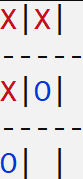 X|X|
-----
X|O|
-----
O| |